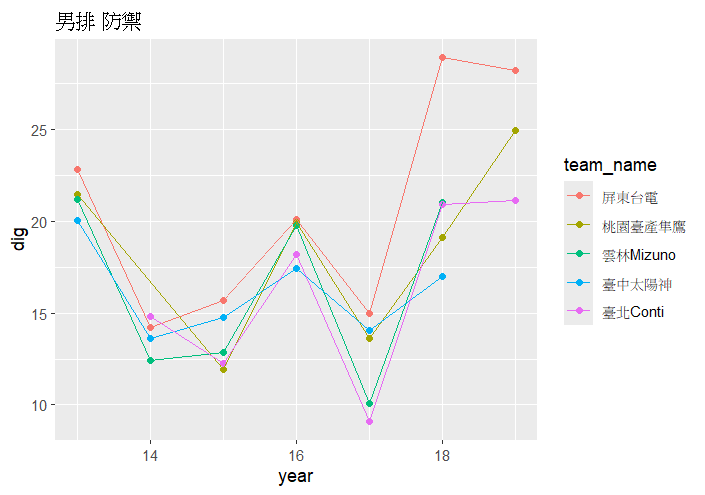 男排 防禦
dig
25
20
15
10
14
16
18
year
team_name
屏東台電
桃園臺產隼鷹
雲林Mizuno
臺中太陽神
臺北Conti